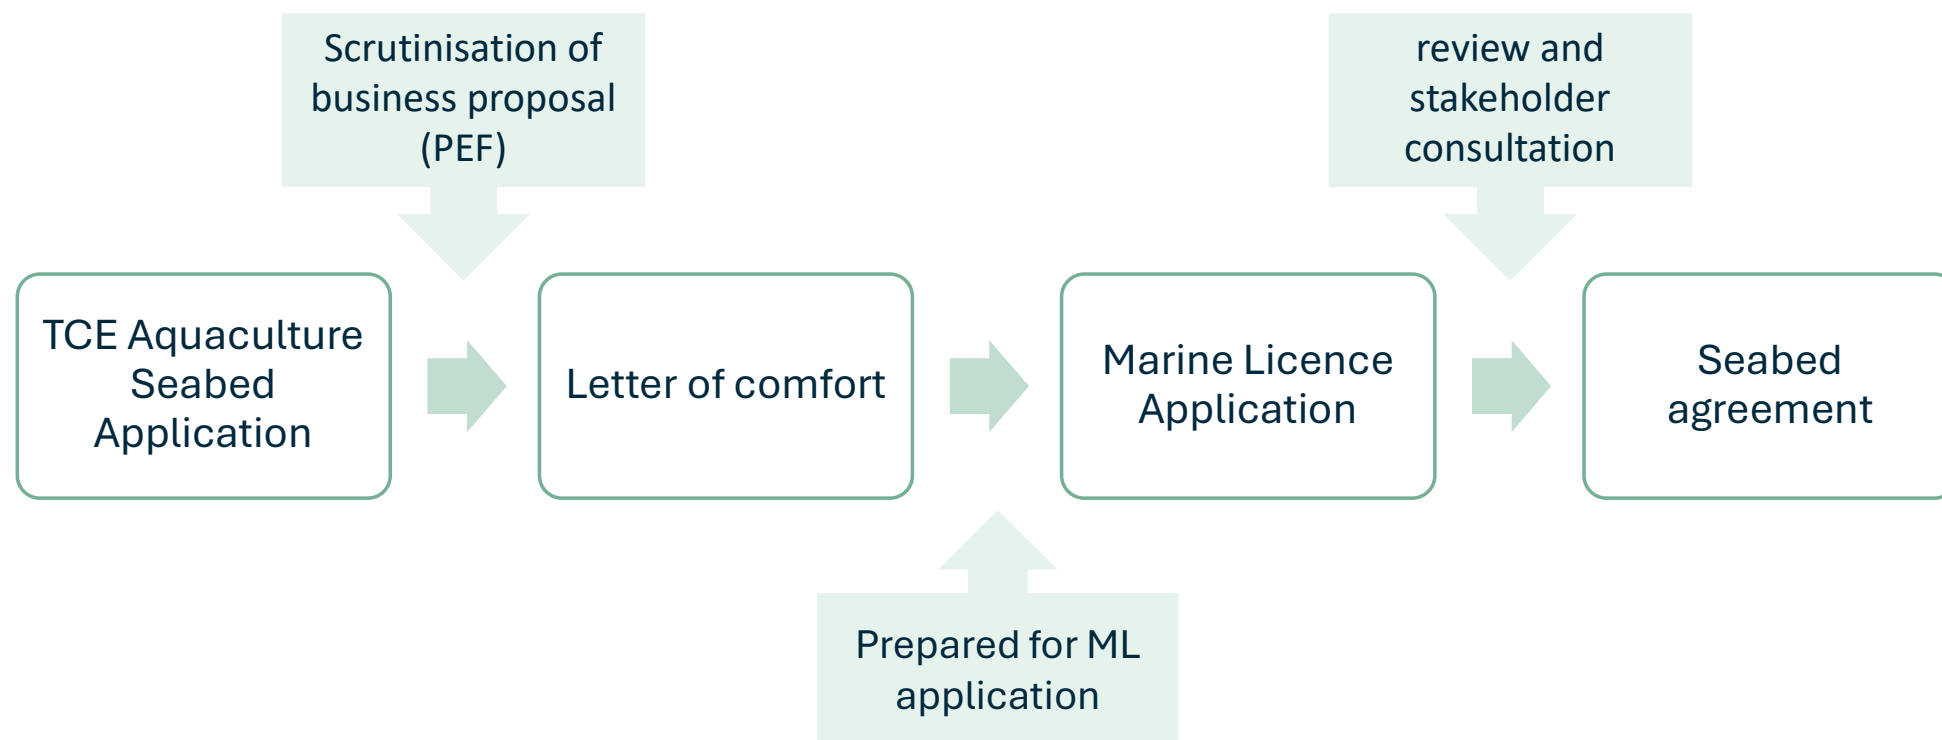 Scrutinisation of
business proposal
(PEF)
review and
stakeholder
consultation
TCE Aquaculture
Seabed
Application
Letter of comfort
Marine Licence
Application
Seabed
agreement
Prepared for ML
application